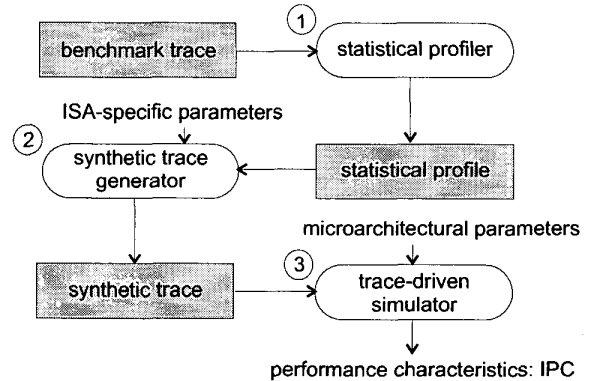 1
benchmark trace
statistical profiler
ISA-specific parameters
2
synthetic trace
generator
statistical profile
microarchitectural parameters
3
synthetic trace
trace-driven
simulator
performance characteristics: IPC